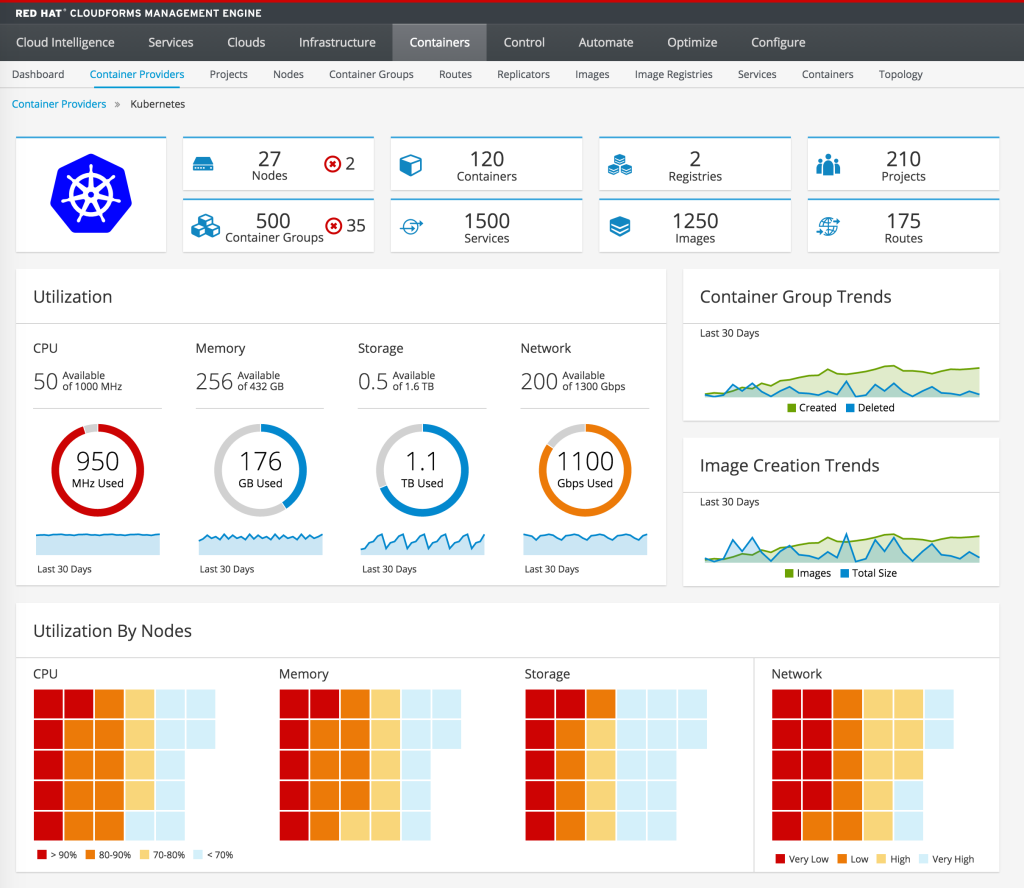 RED HAT® CLOUDFORMS MANAGEMENT ENGINE
Cloud Intelligence Services Clouds Infrastructure Containers Control Automate Optimize Configure
Dashboard Container Providers Projects Nodes Container Groups Routes Replicators Images Image Registries Services Containers Topology
Container Providers » Kubernetes
27
Nodes
2
120
Containers
2
Registries
210
Projects
500
Container Groups
35
1500
Services
1250
Images
175
Routes
Utilization
CPU
50 Available
of 1000 MHz
950
MHz Used
Last 30 Days
Memory
256 Available
of 432 GB
176
GB Used
Last 30 Days
Storage
0.5 Available
of 1.6 TB
1.1
TB Used
Last 30 Days
Network
200 Available
of 1300 Gbps
1100
Gbps Used
Last 30 Days
Container Group Trends
Last 30 Days
Created Deleted
Image Creation Trends
Last 30 Days
Images Total Size
Utilization By Nodes
CPU
Memory
Storage
Network
> 90% 80-90% 70-80% < 70%
Very Low Low High Very High